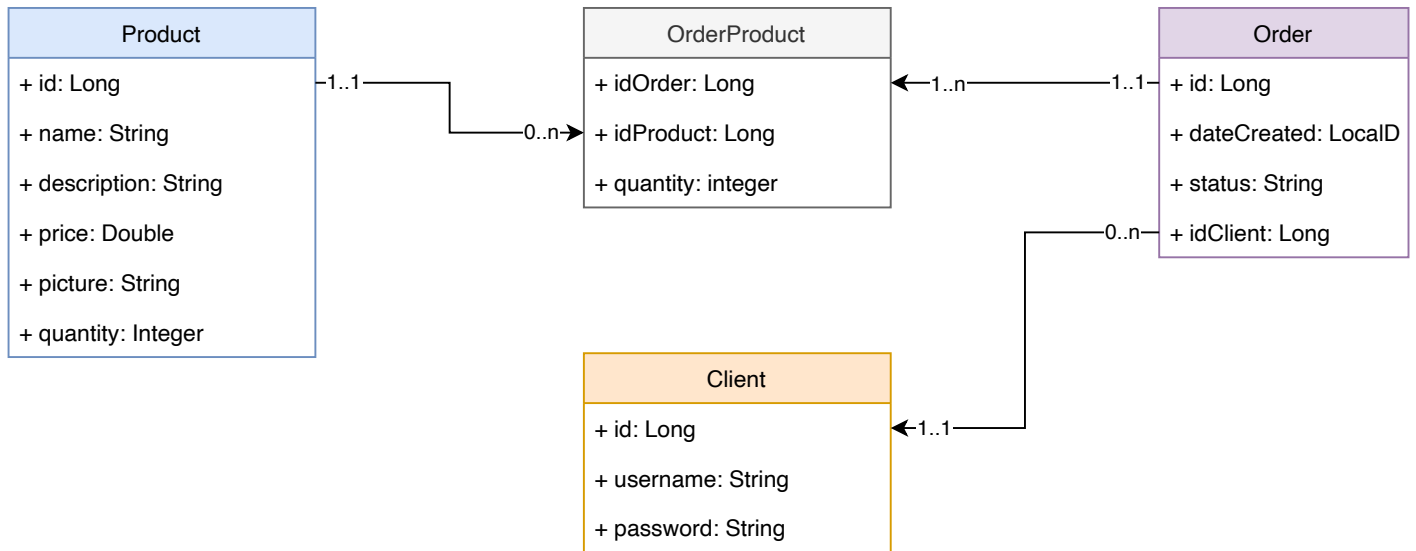 Product
+ id: Long
+ name: String
+ description: String
+ price: Double
+ picture: String
+ quantity: Integer
1..1
0..n
OrderProduct
+ idOrder: Long
+ idProduct: Long
+ quantity: integer
1..n
1..1
Order
+ id: Long
+ dateCreated: LocalD
+ status: String
+ idClient: Long
0..n
1..1
Client
+ id: Long
+ username: String
+ password: String